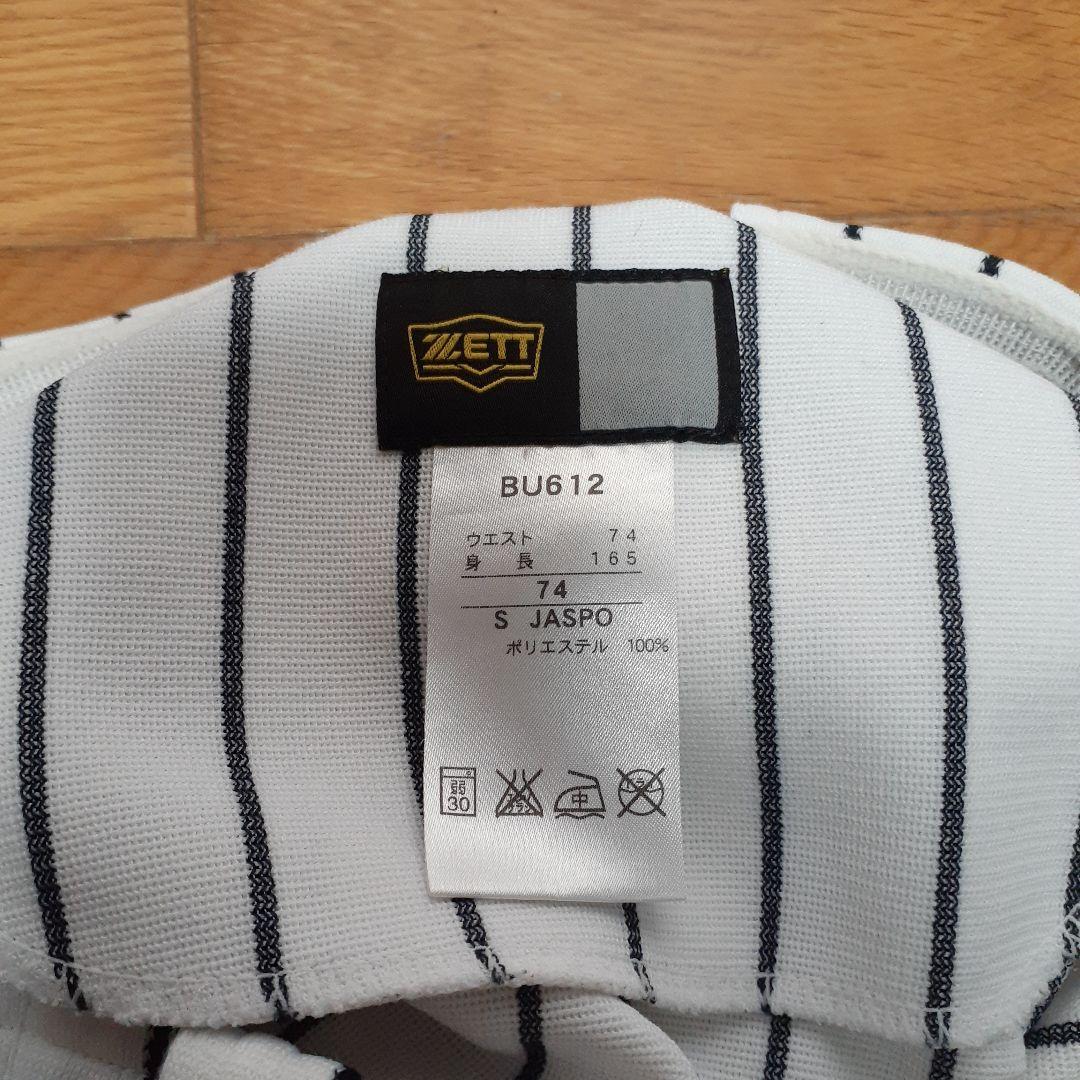 ZETT
BU612
ウエスト 74
身長 165
74
S JASPO
ポリエステル 100%
弱
30
中